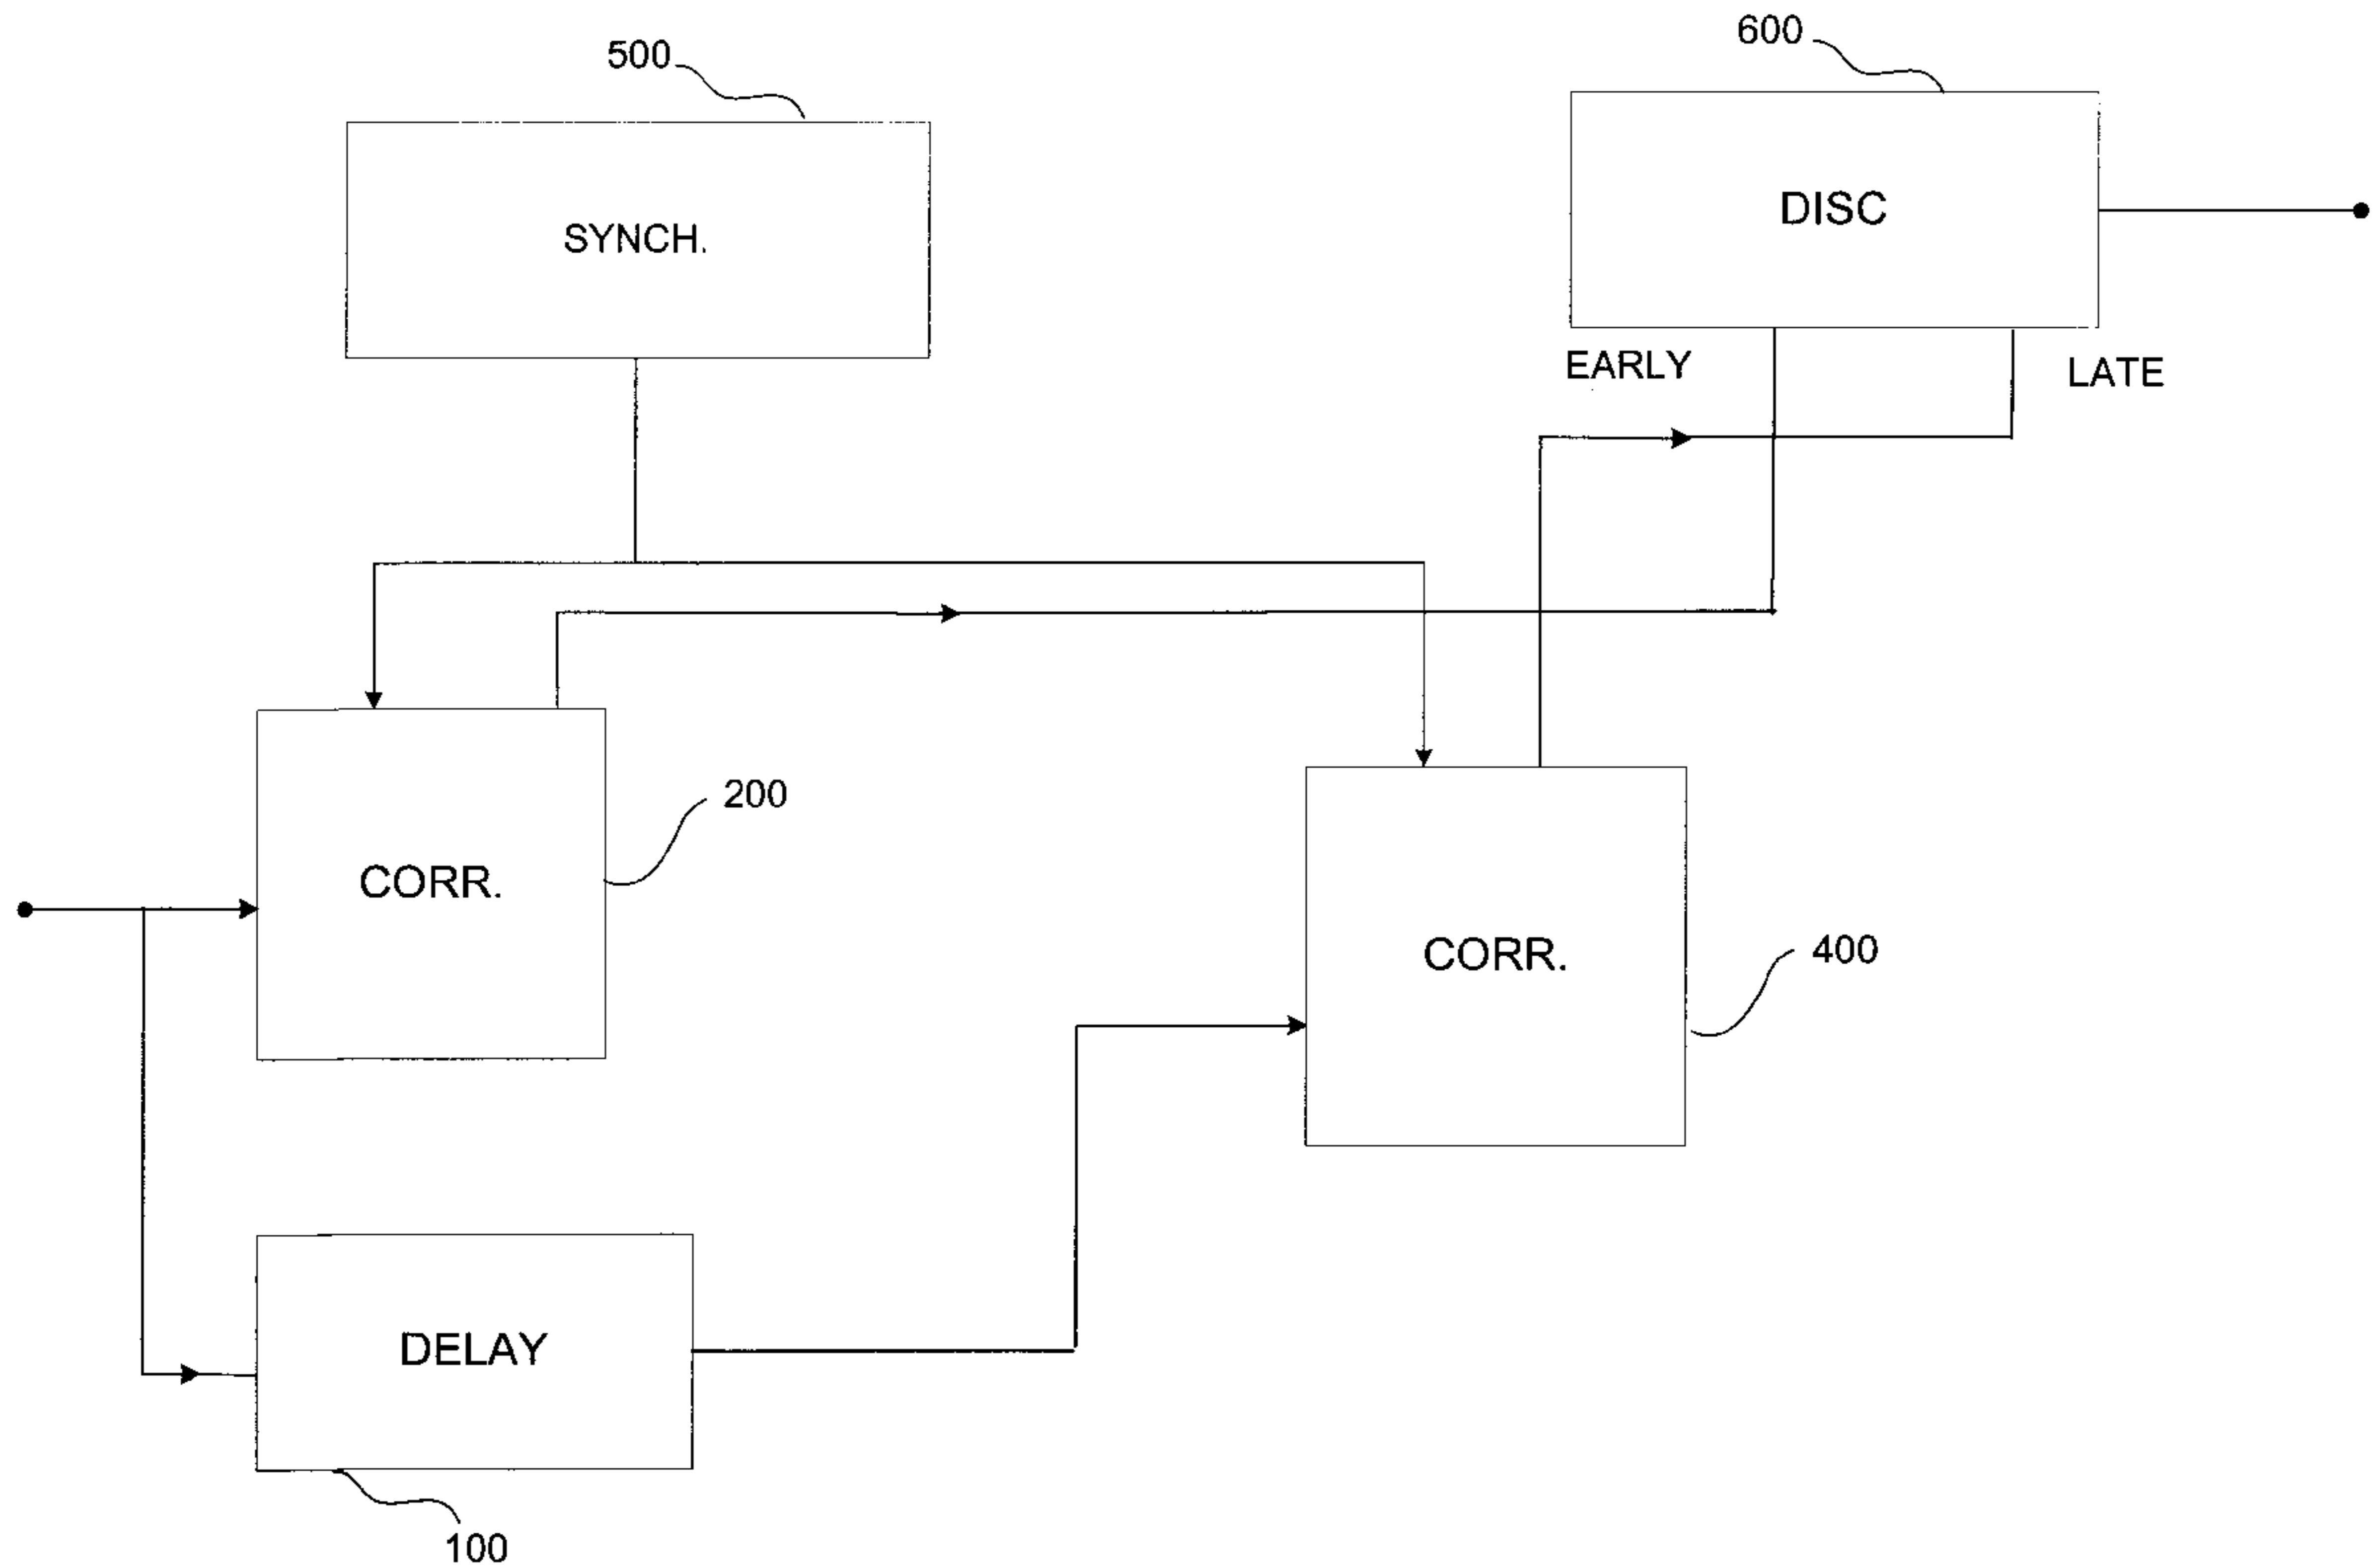 600
500
DISC
SYNCH.
EARLY
LATE
200
CORR.
400
CORR.
DELAY
100